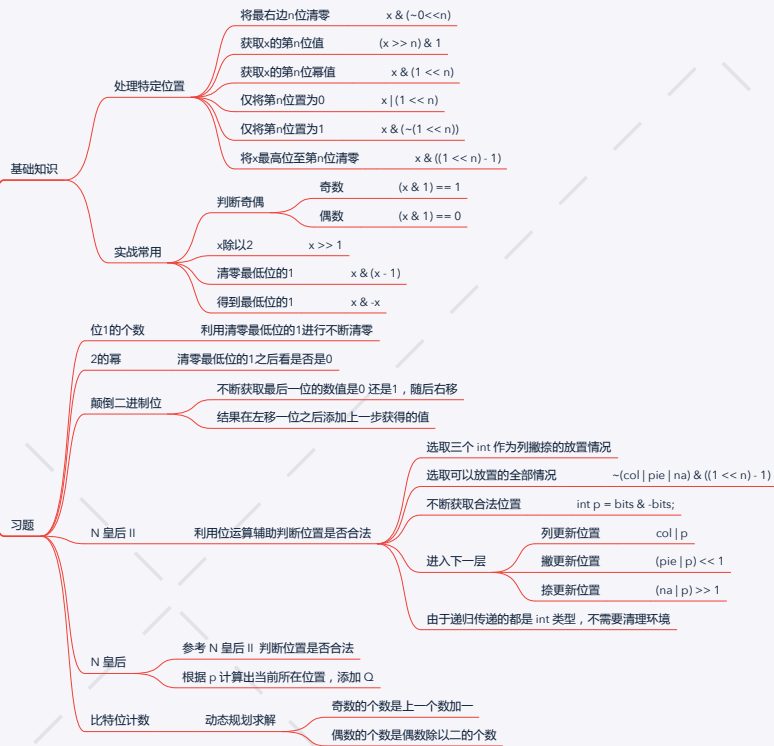 将最右边n位清零 x & (~0<<n)
获取x的第n位值 (x >> n) & 1
获取x的第n位幂值 x & (1 << n)
处理特定位置
仅将第n位置为0 x | (1 << n)
仅将第n位置为1 x & (~(1 << n))
将x最高位至第n位清零 x & ((1 << n) - 1)
基础知识
奇数 (x & 1) == 1
判断奇偶
偶数 (x & 1) == 0
实战常用
x除以2 x >> 1
清零最低位的1 x & (x - 1)
得到最低位的1 x & -x
位1的个数 利用清零最低位的1进行不断清零
2的幂 清零最低位的1之后看是否是0
不断获取最后一位的数值是0 还是1，随后右移
颠倒二进制位
结果在左移一位之后添加上一步获得的值
选取三个 int 作为列撇捺的放置情况
选取可以放置的全部情况 ~(col | pie | na) & ((1 << n) - 1)
不断获取合法位置 int p = bits & -bits;
习题
N 皇后 II 利用位运算辅助判断位置是否合法
列更新位置 col | p
进入下一层 撇更新位置 (pie | p) << 1
捺更新位置 (na | p) >> 1
由于递归传递的都是 int 类型，不需要清理环境
参考 N 皇后 II 判断位置是否合法
N 皇后
根据 p 计算出当前所在位置，添加 Q
奇数的个数是上一个数加一
比特位计数 动态规划求解
偶数的个数是偶数除以二的个数